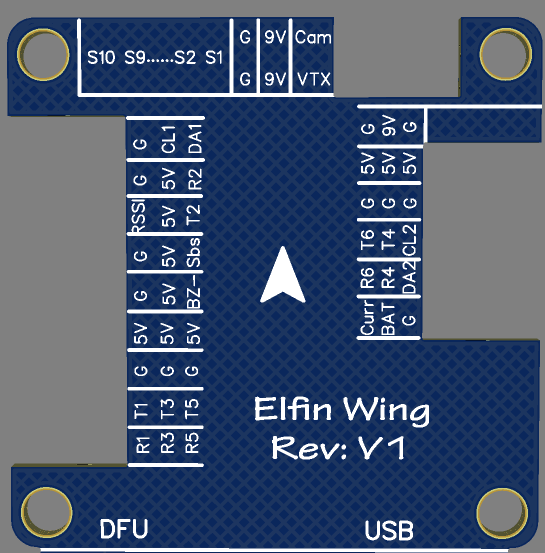 S10 S9......S2 S1 G 9V Cam
G 9V VTX
G CL1 DA1
G 5V R2
RSSI 5V T2
G 5V Sbs
G 5V BZ-
5V 5V 5V
G G G
T1 T3 T5
R1 R3 R5
G 9V G
5V 5V 5V
G G G
T6 T4 CL2
R6 R4 DA2
Curr BAT G
Elfin Wing
Rev: V1
DFU USB